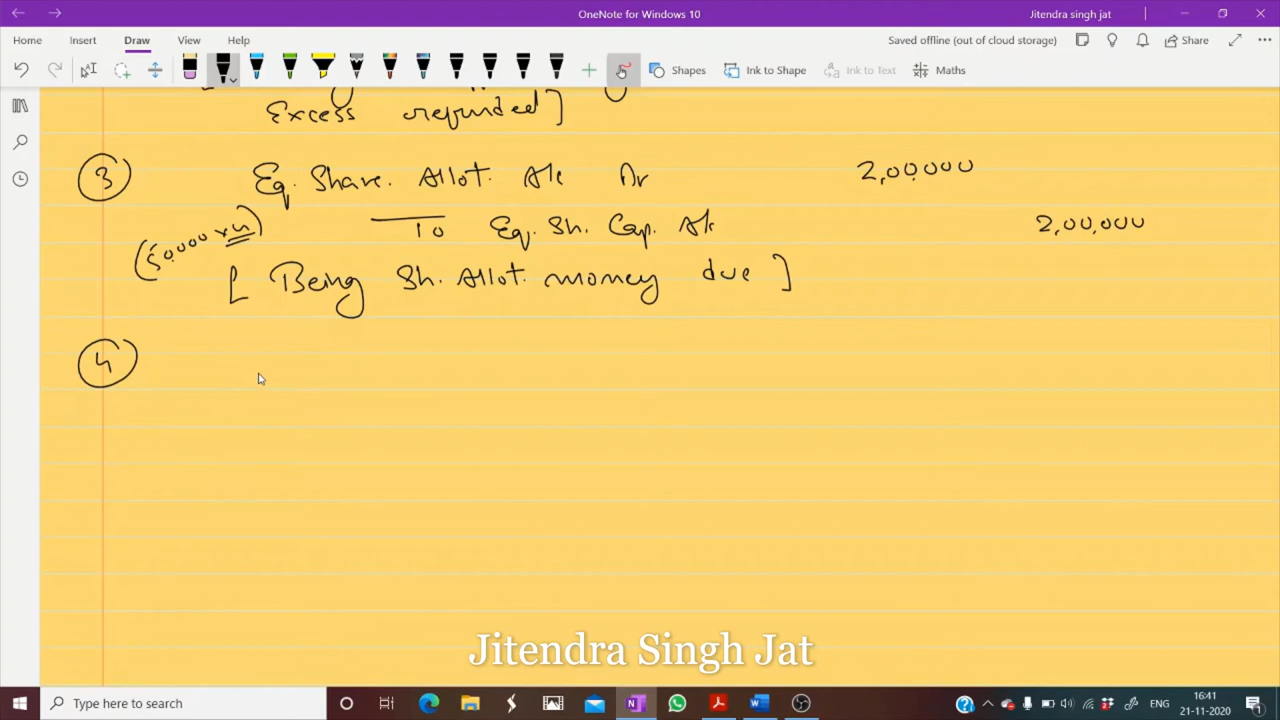 OneNote for Windows 10
Jitendra singh jat
Home Insert Draw View Help
Saved offline (out of cloud storage)
Share
Shapes
Ink to Shape
Ink to Text
Maths
Excess refunded]
3 Eq. Share. Allot. A/c Dr 2,00,000
(50000 x 4) To Eq. Sh. Cap. A/c 2,00,000
[Being Sh. Allot. money due]
4
Jitendra Singh Jat
Type here to search
ENG
16:41
21-11-2020
1